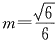 m = √6/6